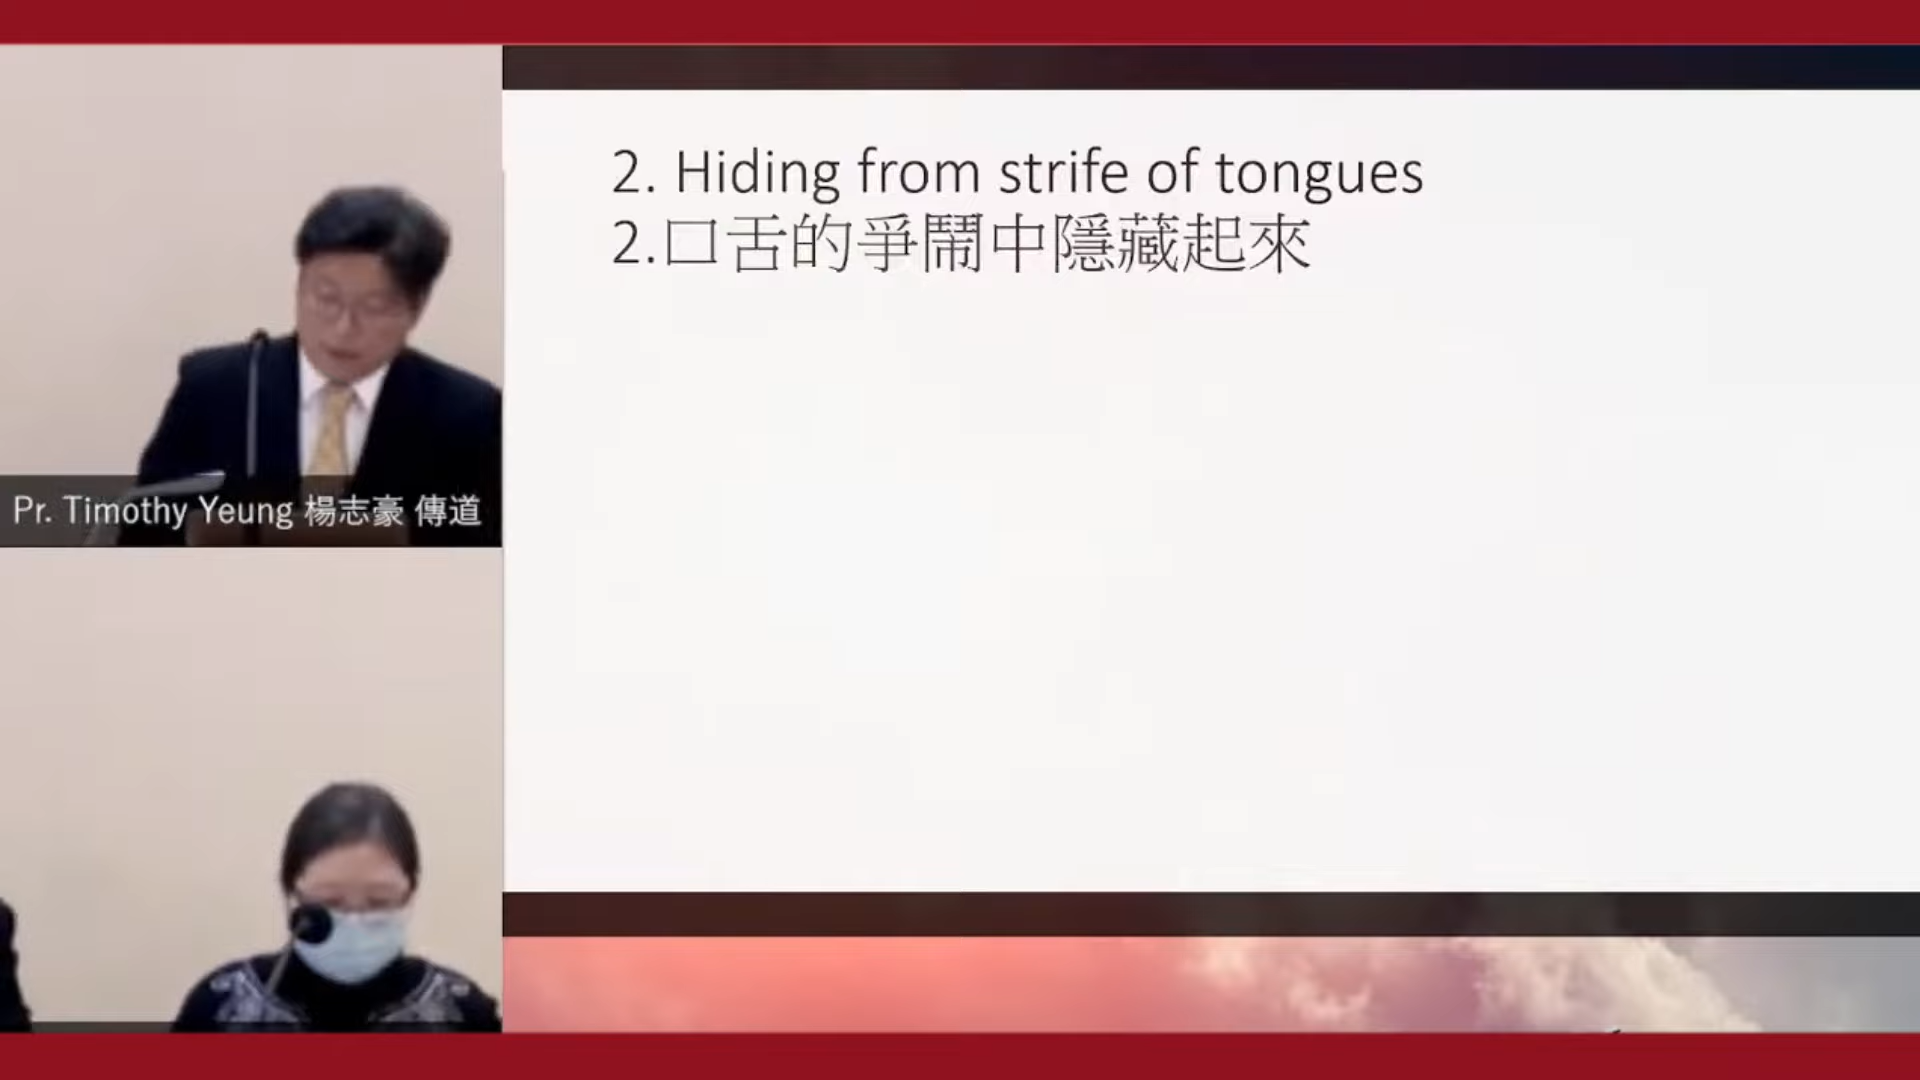 Pr. Timothy Yeung 楊志豪 傳道
2. Hiding from strife of tongues
2.口舌的爭鬧中隱藏起來